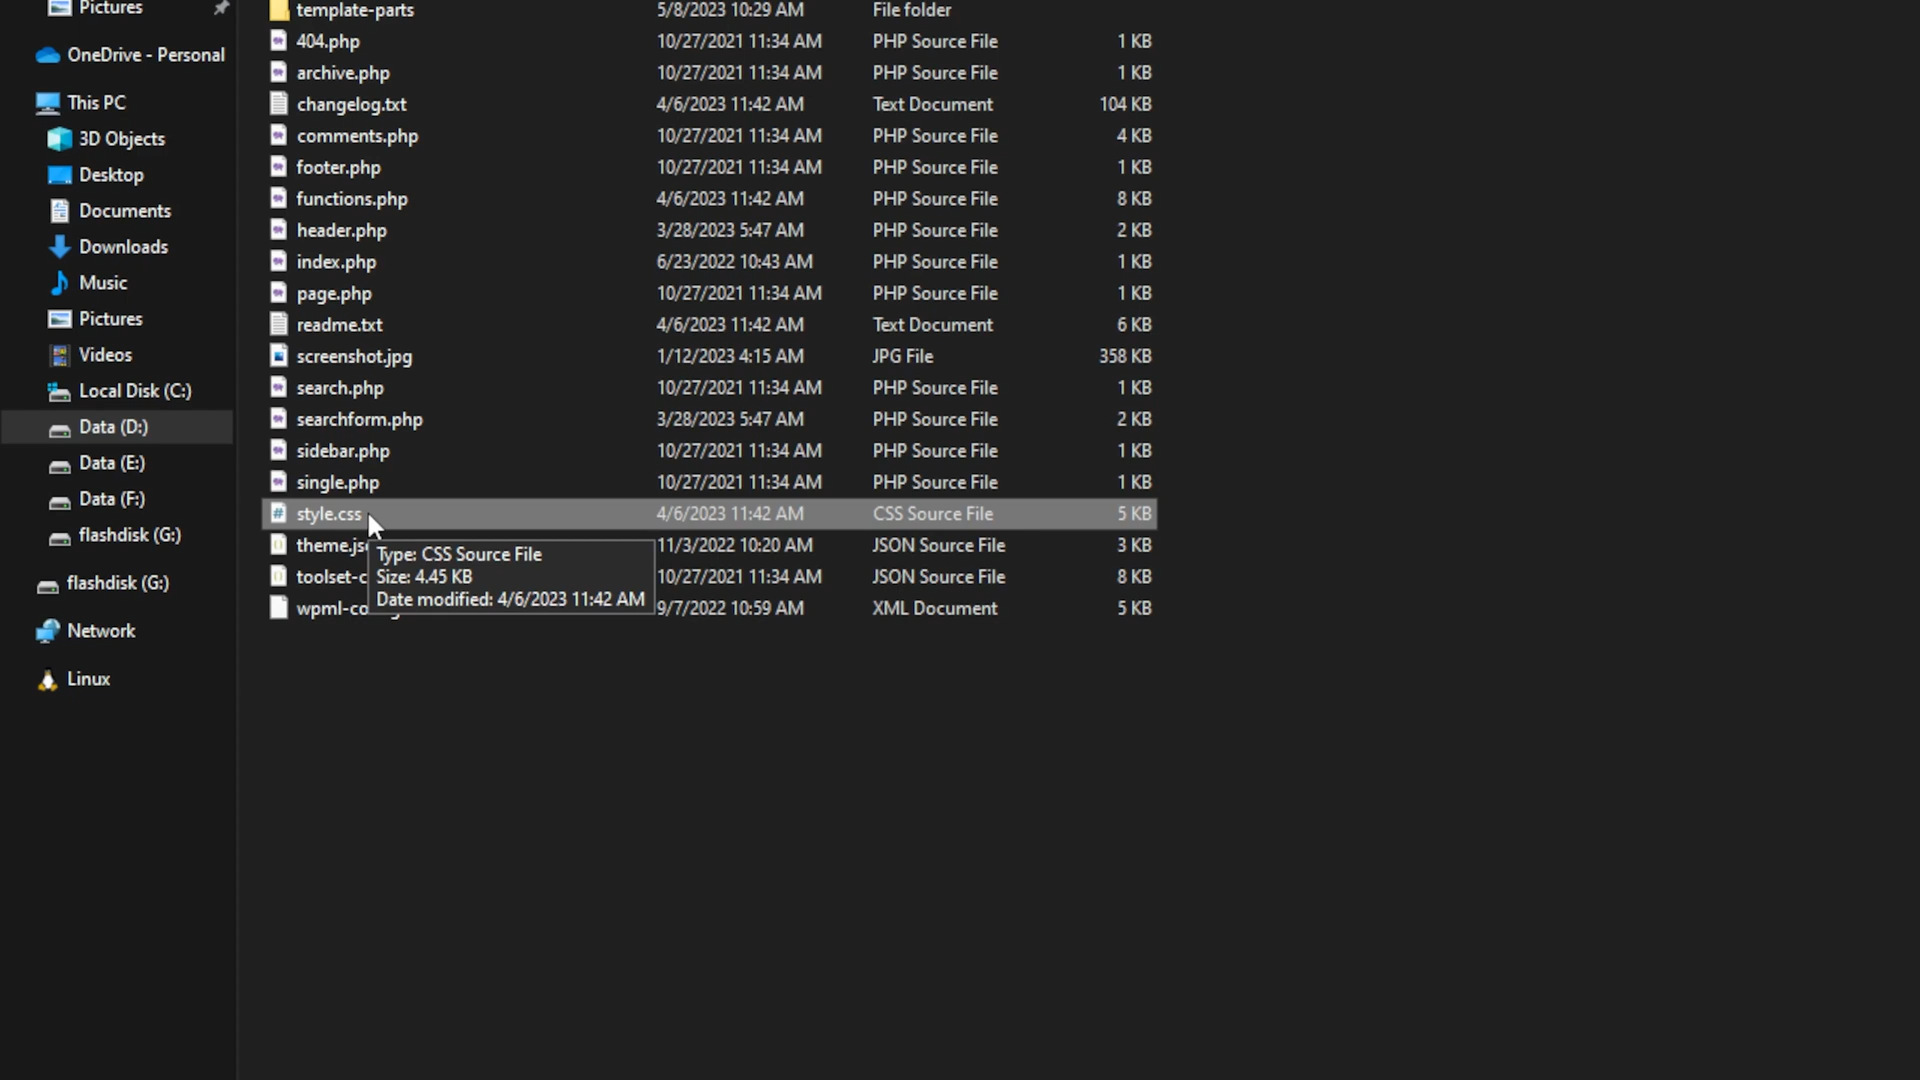 Pictures
OneDrive - Personal
This PC
3D Objects
Desktop
Documents
Downloads
Music
Pictures
Videos
Local Disk (C:)
Data (D:)
Data (E:)
Data (F:)
flashdisk (G:)
flashdisk (G:)
Network
Linux
template-parts 5/8/2023 10:29 AM File folder
404.php 10/27/2021 11:34 AM PHP Source File 1 KB
archive.php 10/27/2021 11:34 AM PHP Source File 1 KB
changelog.txt 4/6/2023 11:42 AM Text Document 104 KB
comments.php 10/27/2021 11:34 AM PHP Source File 4 KB
footer.php 10/27/2021 11:34 AM PHP Source File 1 KB
functions.php 4/6/2023 11:42 AM PHP Source File 8 KB
header.php 3/28/2023 5:47 AM PHP Source File 2 KB
index.php 6/23/2022 10:43 AM PHP Source File 1 KB
page.php 10/27/2021 11:34 AM PHP Source File 1 KB
readme.txt 4/6/2023 11:42 AM Text Document 6 KB
screenshot.jpg 1/12/2023 4:15 AM JPG File 358 KB
search.php 10/27/2021 11:34 AM PHP Source File 1 KB
searchform.php 3/28/2023 5:47 AM PHP Source File 2 KB
sidebar.php 10/27/2021 11:34 AM PHP Source File 1 KB
single.php 10/27/2021 11:34 AM PHP Source File 1 KB
style.css 4/6/2023 11:42 AM CSS Source File 5 KB
theme.js 11/3/2022 10:20 AM JSON Source File 3 KB
toolset-c 10/27/2021 11:34 AM JSON Source File 8 KB
wpml-co 9/7/2022 10:59 AM XML Document 5 KB
Type: CSS Source File
Size: 4.45 KB
Date modified: 4/6/2023 11:42 AM